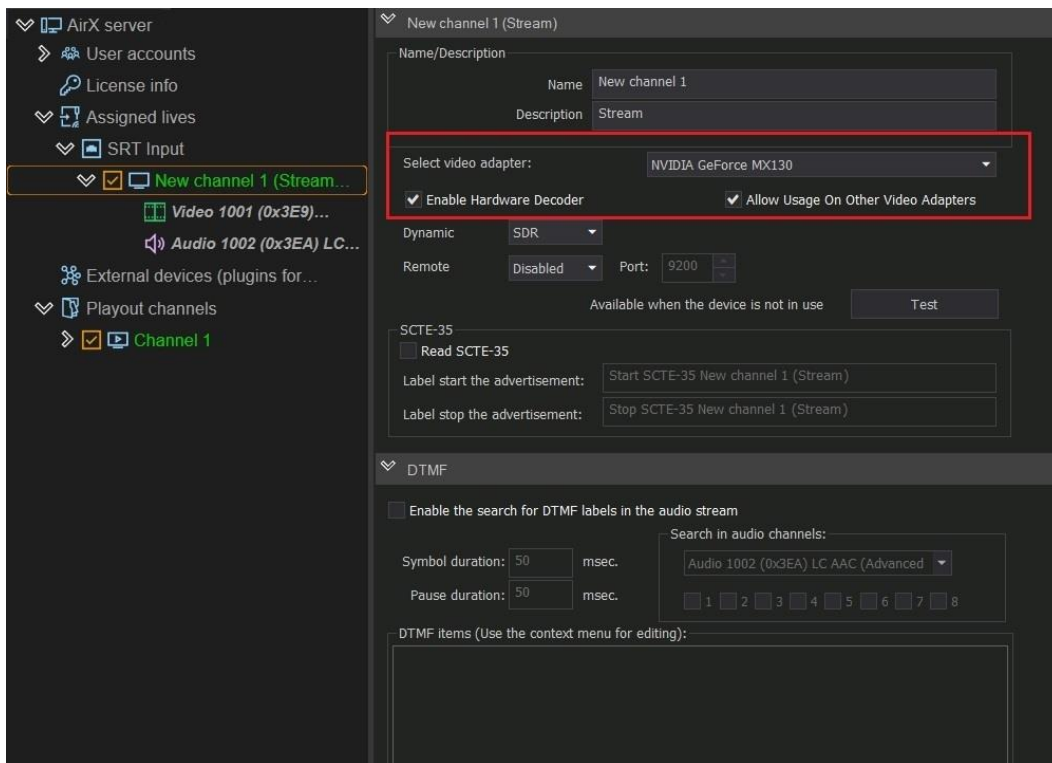 AirX server
User accounts
License info
Assigned lives
SRT Input
New channel 1 (Stream...
Video 1001 (0x3E9)...
Audio 1002 (0x3EA) LC...
External devices (plugins for...
Playout channels
Channel 1
New channel 1 (Stream)
Name/Description
Name New channel 1
Description Stream
Select video adapter: NVIDIA GeForce MX130
Enable Hardware Decoder Allow Usage On Other Video Adapters
Dynamic SDR
Remote Disabled Port: 9200
Available when the device is not in use Test
SCTE-35
Read SCTE-35
Label start the advertisement: Start SCTE-35 New channel 1 (Stream)
Label stop the advertisement: Stop SCTE-35 New channel 1 (Stream)
DTMF
Enable the search for DTMF labels in the audio stream
Search in audio channels:
Symbol duration: 50 msec. Audio 1002 (0x3EA) LC AAC (Advanced
Pause duration: 50 msec. 1 2 3 4 5 6 7 8
DTMF items (Use the context menu for editing):